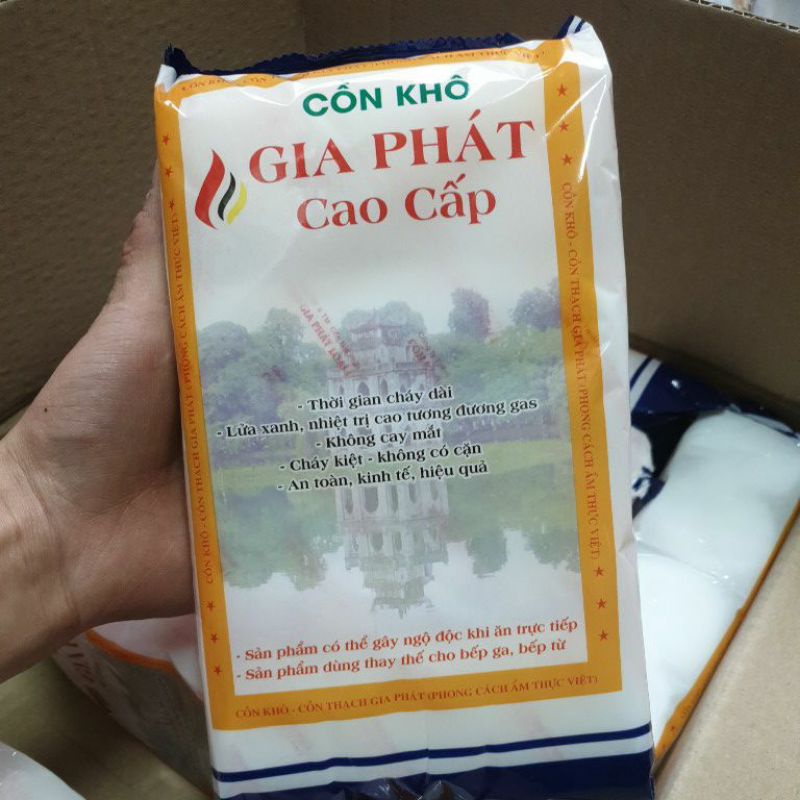 CỒN KHÔ
GIA PHÁT
Cao Cấp
- Thời gian cháy dài
- Lửa xanh, nhiệt trị cao tương đương gas
- Không cay mắt
- Cháy kiệt - không có cặn
- An toàn, kinh tế, hiệu quả
- Sản phẩm có thể gây ngộ độc khi ăn trực tiếp
- Sản phẩm dùng thay thế cho bếp ga, bếp từ
CỒN KHÔ - CỒN THẠCH GIA PHÁT (PHONG CÁCH ẨM THỰC VIỆT)
CỒN KHÔ - CỒN THẠCH GIA PHÁT (PHONG CÁCH ẨM THỰC VIỆT)
CỒN KHÔ - CỒN THẠCH GIA PHÁT (PHONG CÁCH ẨM THỰC VIỆT)